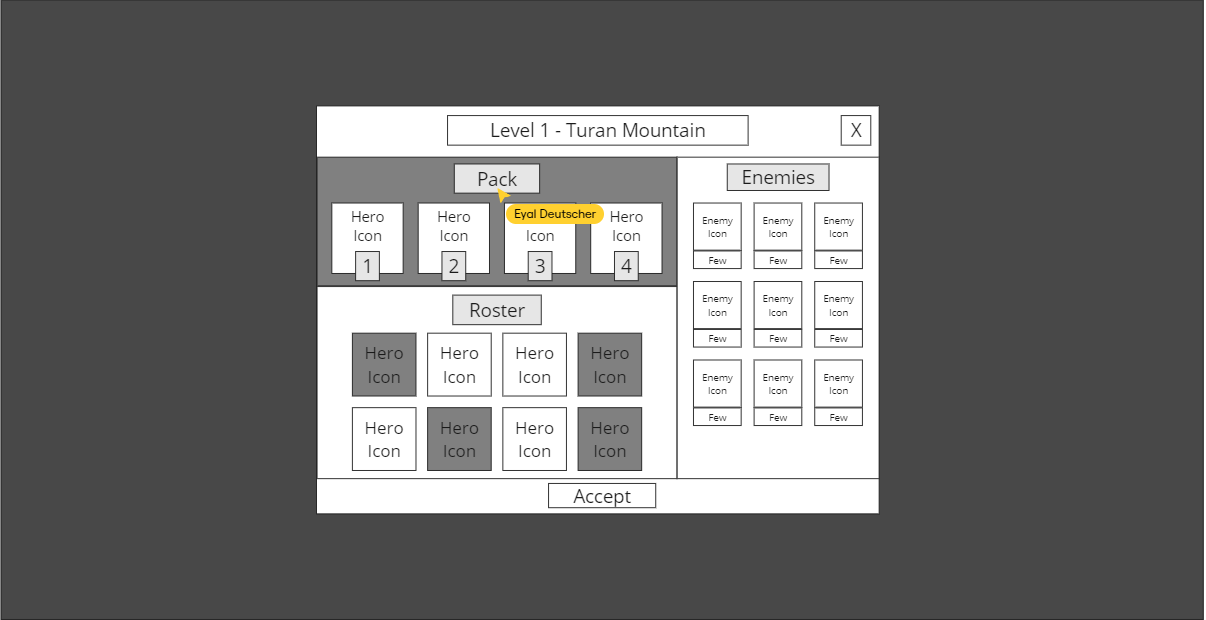 Level 1 - Turan Mountain
X
Pack
Eyal Deutscher
Hero
Icon
1
Hero
Icon
2
Icon
3
Hero
Icon
4
Roster
Hero
Icon
Hero
Icon
Hero
Icon
Hero
Icon
Hero
Icon
Hero
Icon
Hero
Icon
Hero
Icon
Enemies
Enemy
Icon
Few
Enemy
Icon
Few
Enemy
Icon
Few
Enemy
Icon
Few
Enemy
Icon
Few
Enemy
Icon
Few
Enemy
Icon
Few
Enemy
Icon
Few
Enemy
Icon
Few
Accept